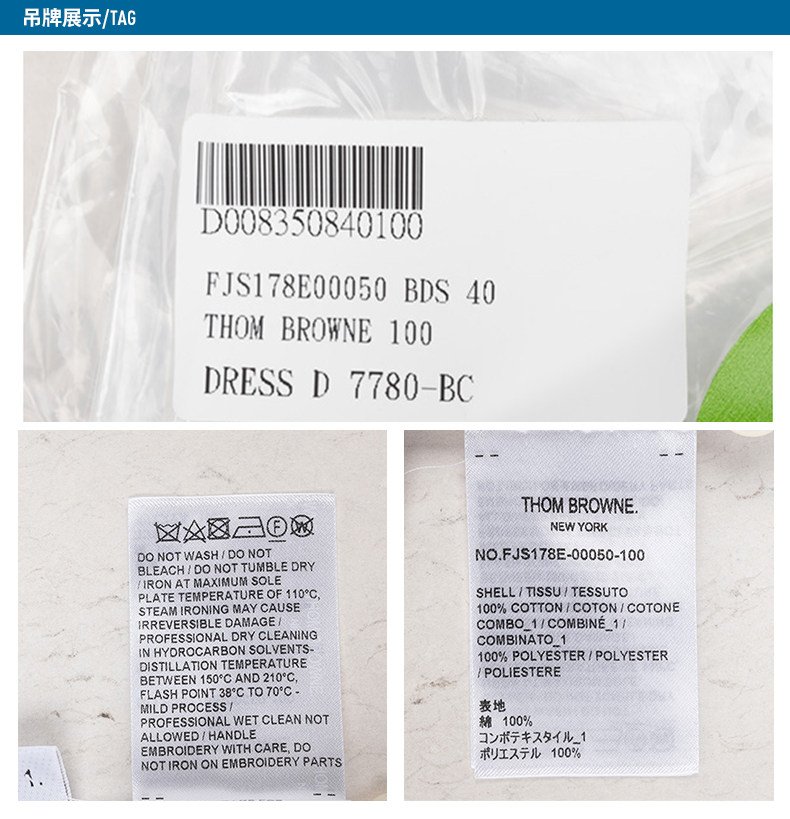 吊牌展示/TAG
D008350840100
FJS178E00050 BDS 40
THOM BROWNE 100
DRESS D 7780-BC
DO NOT WASH / DO NOT
BLEACH / DO NOT TUMBLE DRY
/ IRON AT MAXIMUM SOLE
PLATE TEMPERATURE OF 110°C,
STEAM IRONING MAY CAUSE
IRREVERSIBLE DAMAGE /
PROFESSIONAL DRY CLEANING
IN HYDROCARBON SOLVENTS-
DISTILLATION TEMPERATURE
BETWEEN 150°C AND 210°C,
FLASH POINT 38°C TO 70°C -
MILD PROCESS /
PROFESSIONAL WET CLEAN NOT
ALLOWED / HANDLE
EMBROIDERY WITH CARE, DO
NOT IRON ON EMBROIDERY PARTS
THOM BROWNE.
NEW YORK
NO.FJS178E-00050-100
SHELL / TISSU / TESSUTO
100% COTTON / COTON / COTONE
COMBO_1 / COMBINÉ_1 /
COMBINATO_1
100% POLYESTER / POLYESTER
/ POLIESTERE
表地
綿 100%
コンボテキスタイル_1
ポリエステル 100%